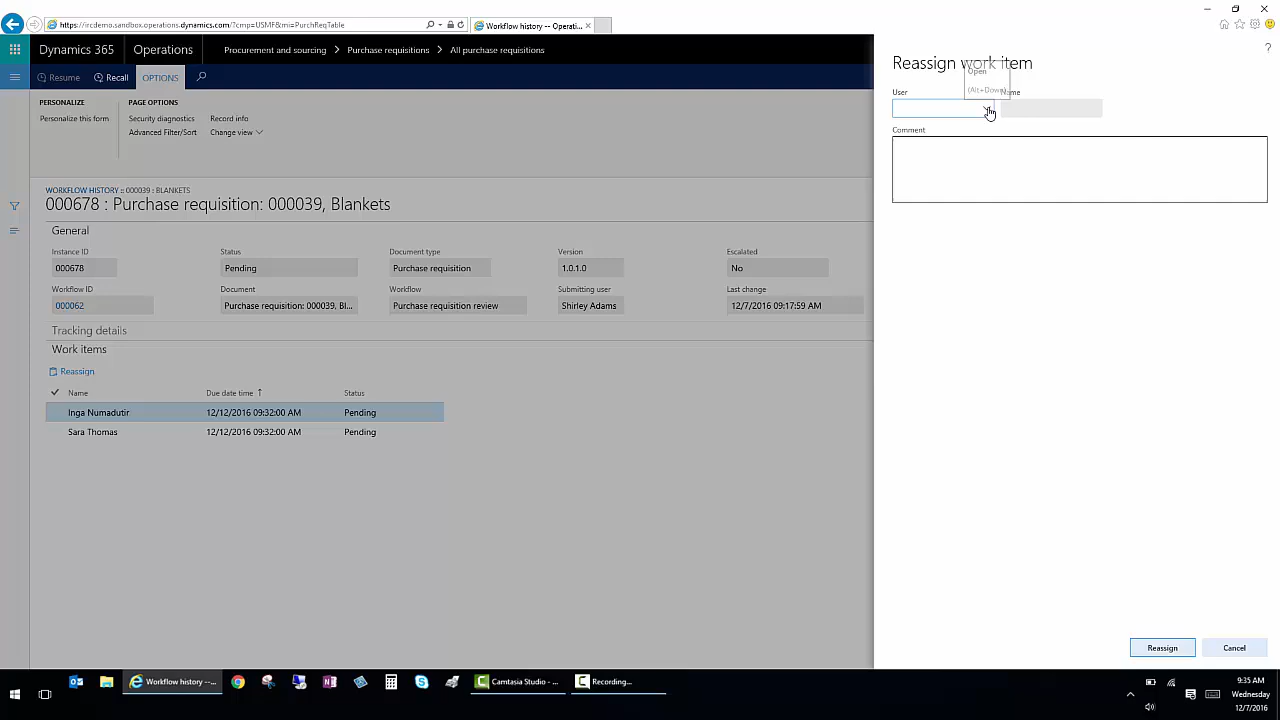 https://ircdemo.sandbox.operations.dynamics.com/?cmp=USMF&mi=PurchReqTable
Workflow history -- Operati...
Dynamics 365
Operations
Procurement and sourcing > Purchase requisitions > All purchase requisitions
Resume
Recall
OPTIONS
PERSONALIZE
Personalize this form
PAGE OPTIONS
Security diagnostics
Advanced Filter/Sort
Record info
Change view
WORKFLOW HISTORY :: 000039 : BLANKETS
000678 : Purchase requisition: 000039, Blankets
General
Instance ID
000678
Status
Pending
Document type
Purchase requisition
Version
1.0.1.0
Escalated
No
Workflow ID
000062
Document
Purchase requisition: 000039, Bl...
Workflow
Purchase requisition review
Submitting user
Shirley Adams
Last change
12/7/2016 09:17:59 AM
Tracking details
Work items
Reassign
Name Due date time Status
Inga Numadutir 12/12/2016 09:32:00 AM Pending
Sara Thomas 12/12/2016 09:32:00 AM Pending
?
Reassign work item
Open
(Alt+Down)
User
Comment
Reassign
Cancel
Workflow history --...
Camtasia Studio - ...
Recording...
9:35 AM
Wednesday
12/7/2016